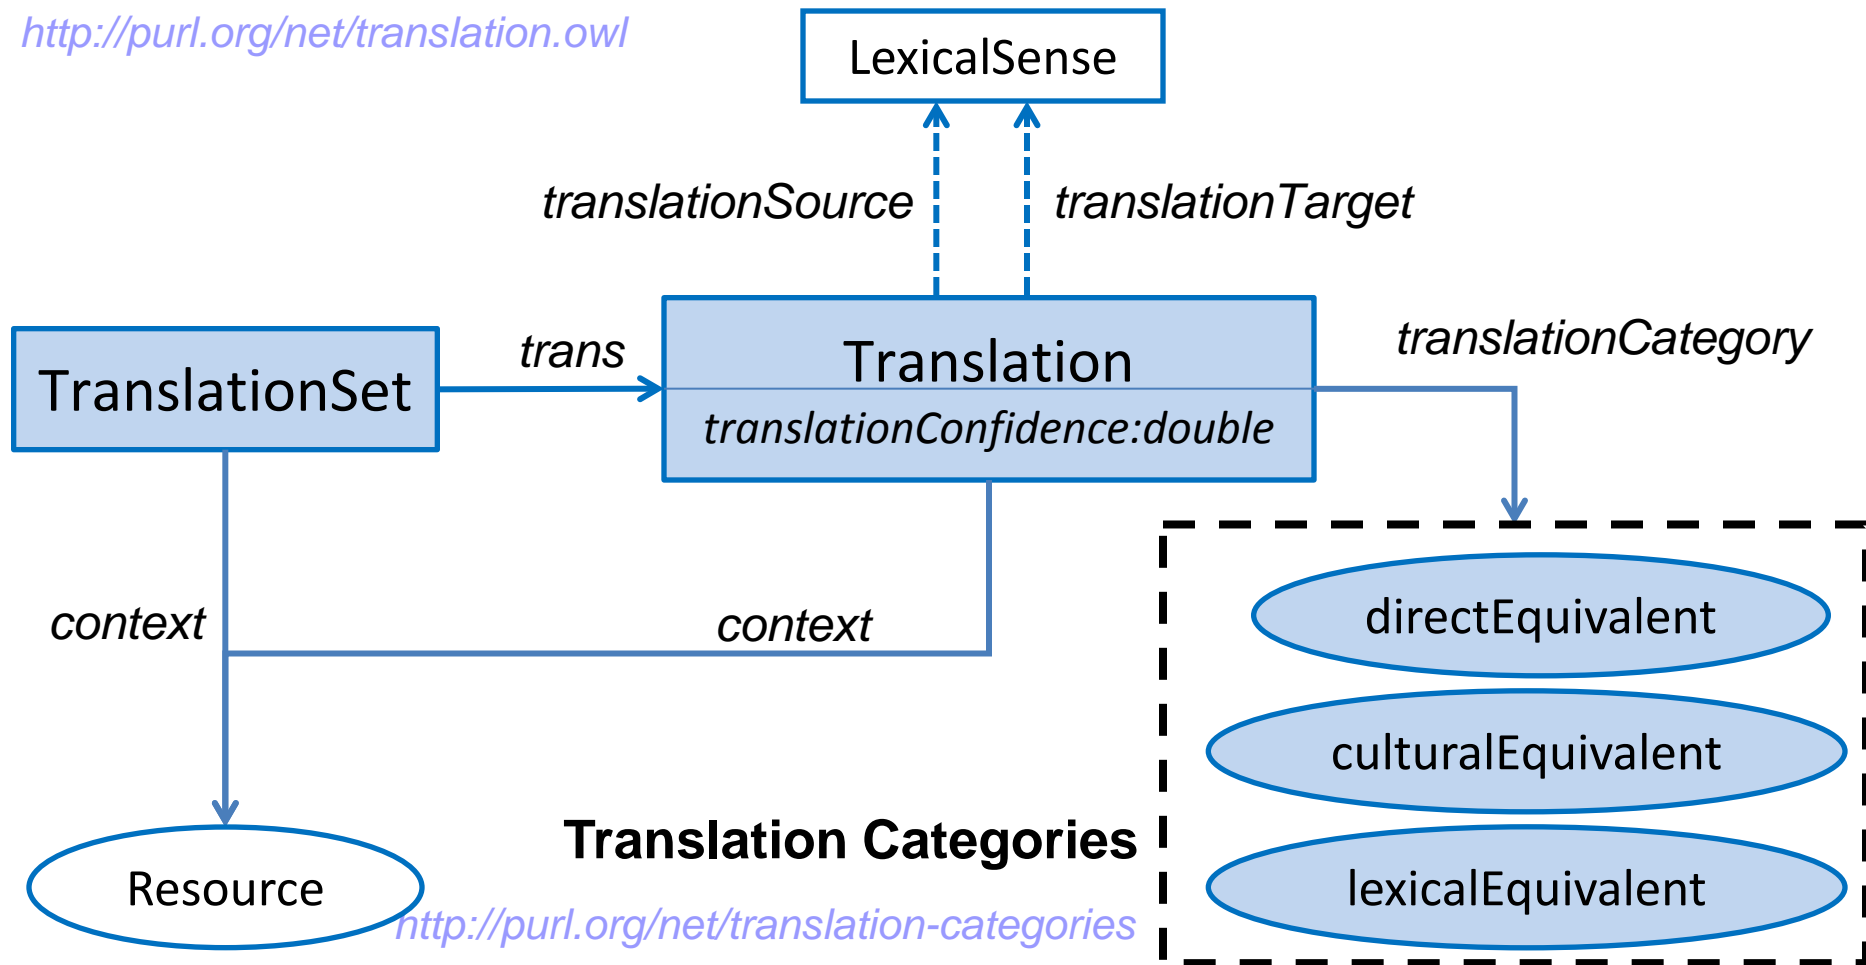 http://purl.org/net/translation.owl
LexicalSense
translationSource
translationTarget
TranslationSet
trans
Translation
translationConfidence:double
translationCategory
context
context
directEquivalent
culturalEquivalent
lexicalEquivalent
Translation Categories
http://purl.org/net/translation-categories
Resource